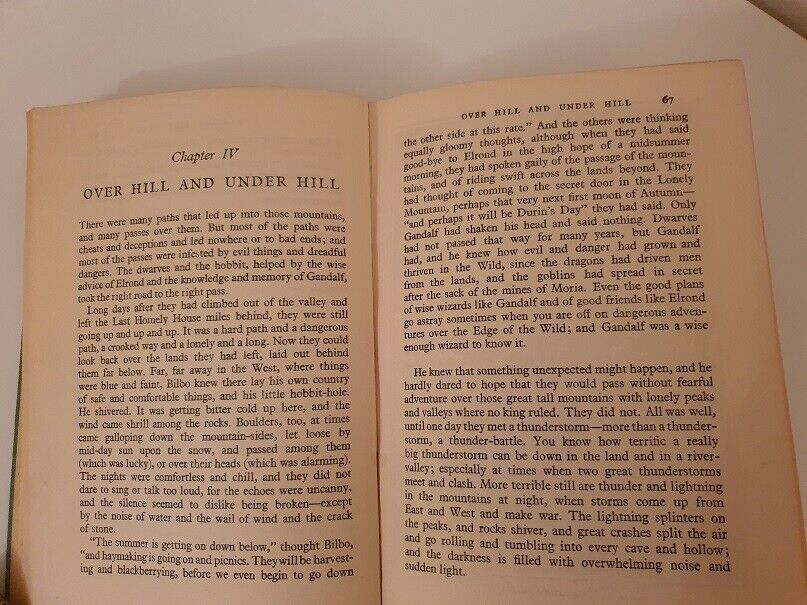 Chapter IV
OVER HILL AND UNDER HILL
There were many paths that led up into those mountains,
and many passes over them. But most of the paths were
cheats and deceptions and led nowhere or to bad ends; and
most of the passes were infested by evil things and dreadful
dangers. The dwarves and the hobbit, helped by the wise
advice of Elrond and the knowledge and memory of Gandalf,
took the right road to the right pass.
Long days after they had climbed out of the valley and
left the Last Homely House miles behind, they were still
going up and up and up. It was a hard path and a dangerous
path, a crooked way and a lonely and a long. Now they could
look back over the lands they had left, laid out behind
them far below. Far, far away in the West, where things
were blue and faint, Bilbo knew there lay his own country
of safe and comfortable things, and his little hobbit-hole.
He shivered. It was getting bitter cold up here, and the
wind came shrill among the rocks. Boulders, too, at times
came galloping down the mountain-sides, let loose by
mid-day sun upon the snow, and passed among them
(which was lucky), or over their heads (which was alarming).
The nights were comfortless and chill, and they did not
dare to sing or talk too loud, for the echoes were uncanny,
and the silence seemed to dislike being broken—except
by the noise of water and the wail of wind and the crack
of stone.
"The summer is getting on down below," thought Bilbo,
"and haymaking is going on and picnics. They will be harvest-
ing and blackberrying, before we even begin to go down
OVER HILL AND UNDER HILL 67
the other side at this rate." And the others were thinking
equally gloomy thoughts, although when they had said
good-bye to Elrond in the high hope of a midsummer
morning, they had spoken gaily of the passage of the moun-
tains, and of riding swift across the lands beyond. They
had thought of coming to the secret door in the Lonely
Mountain, perhaps that very next first moon of Autumn—
"and perhaps it will be Durin's Day" they had said. Only
Gandalf had shaken his head and said nothing. Dwarves
had not passed that way for many years, but Gandalf
had, and he knew how evil and danger had grown and
thriven in the Wild, since the dragons had driven men
from the lands, and the goblins had spread in secret
after the sack of the mines of Moria. Even the good plans
of wise wizards like Gandalf and of good friends like Elrond
go astray sometimes when you are off on dangerous adven-
tures over the Edge of the Wild; and Gandalf was a wise
enough wizard to know it.
He knew that something unexpected might happen, and he
hardly dared to hope that they would pass without fearful
adventure over those great tall mountains with lonely peaks
and valleys where no king ruled. They did not. All was well,
until one day they met a thunderstorm—more than a thunder-
storm, a thunder-battle. You know how terrific a really
big thunderstorm can be down in the land and in a river-
valley; especially at times when two great thunderstorms
meet and clash. More terrible still are thunder and lightning
in the mountains at night, when storms come up from
East and West and make war. The lightning splinters on
the peaks, and rocks shiver, and great crashes split the air
and go rolling and tumbling into every cave and hollow;
and the darkness is filled with overwhelming noise and
sudden light.